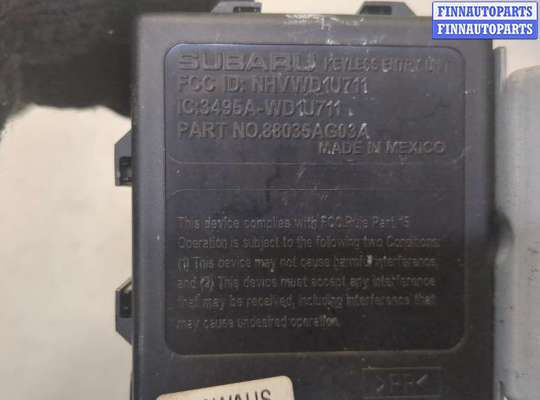 FINNAUTOPARTS
FINNAUTOPARTS
SUBARU KEYLESS ENTRY UNIT
FCC ID: NHVWD1U711
IC:3495A-WD1U711
PART NO.88035AG03A
MADE IN MEXICO
This device complies with FCC Rule Part 15
Operation is subject to the following two Conditions:
(1) This device may not cause harmful interference,
and (2) This device must accept any interference
that may be received, including interference that
may cause undesired operation.
>PP<